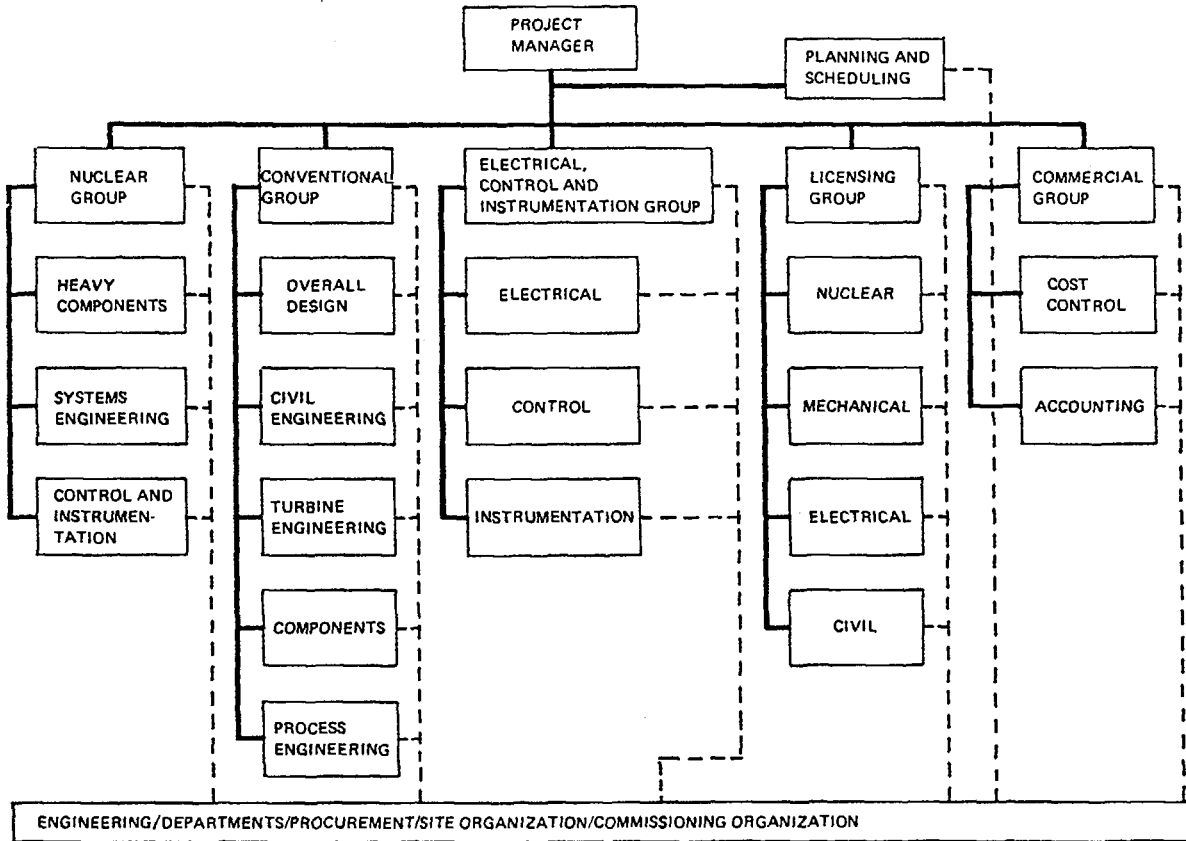 PROJECT
MANAGER
PLANNING AND
SCHEDULING
NUCLEAR
GROUP
CONVENTIONAL
GROUP
ELECTRICAL,
CONTROL AND
INSTRUMENTATION GROUP
LICENSING
GROUP
COMMERCIAL
GROUP
HEAVY
COMPONENTS
OVERALL
DESIGN
ELECTRICAL
NUCLEAR
COST
CONTROL
SYSTEMS
ENGINEERING
CIVIL
ENGINEERING
CONTROL
MECHANICAL
ACCOUNTING
CONTROL AND
INSTRUMEN-
TATION
TURBINE
ENGINEERING
INSTRUMENTATION
ELECTRICAL
COMPONENTS
CIVIL
PROCESS
ENGINEERING
ENGINEERING/DEPARTMENTS/PROCUREMENT/SITE ORGANIZATION/COMMISSIONING ORGANIZATION